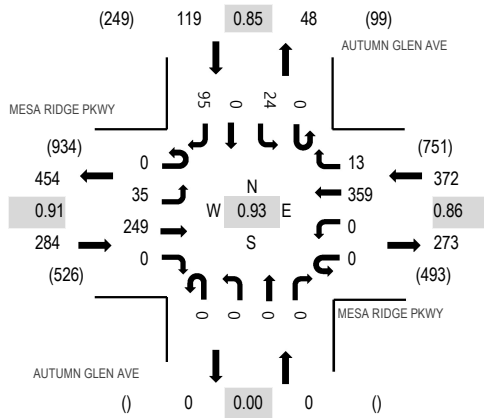 (249) 119 0.85 48 (99)
AUTUMN GLEN AVE
95 0 24 0
MESA RIDGE PKWY
(934) 0 13 (751)
454 35 N 359 372
0.91 249 W 0.93 E 0 0.86
284 0 S 0 273
(526) (493)
0 0 0 0
MESA RIDGE PKWY
AUTUMN GLEN AVE
() 0 0.00 0 ()